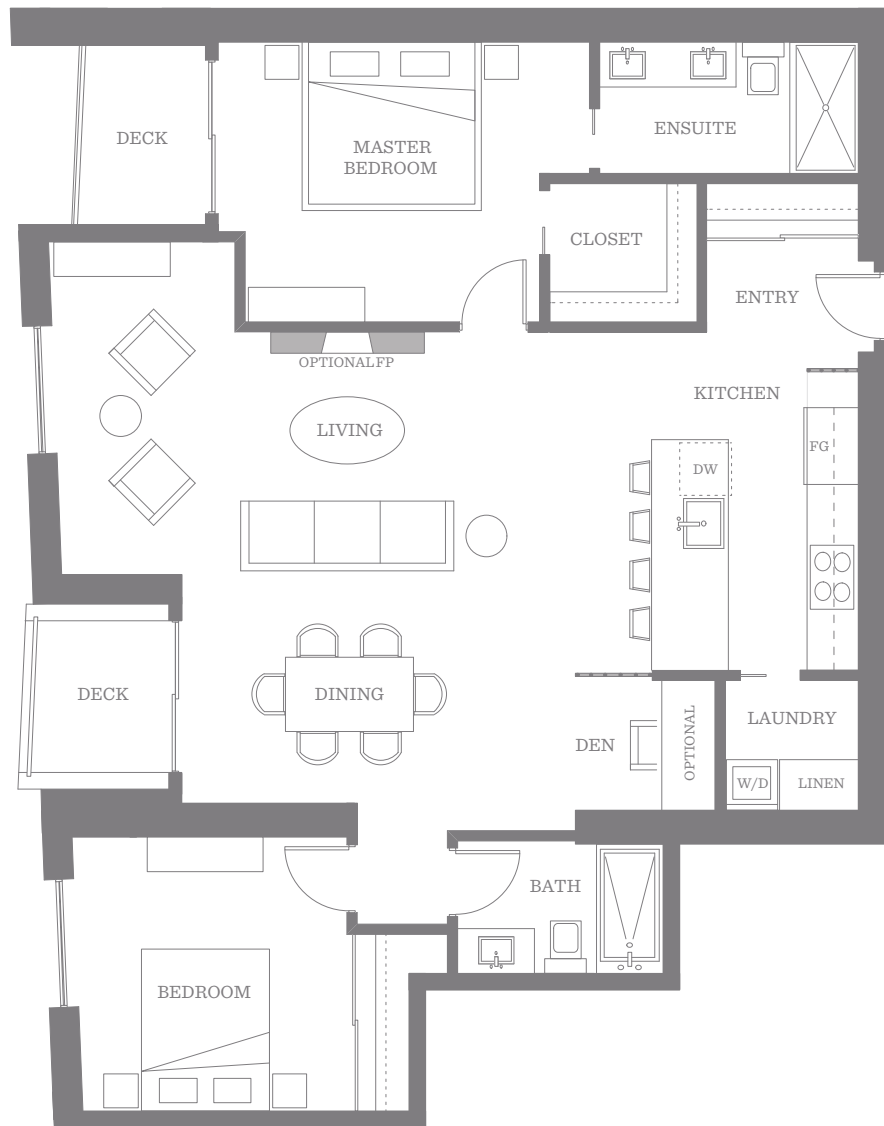 DECK
MASTER
BEDROOM
ENSUITE
CLOSET
ENTRY
OPTIONAL FP
KITCHEN
LIVING
FG
DW
DECK
DINING
DEN
OPTIONAL
LAUNDRY
W/D
LINEN
BATH
BEDROOM